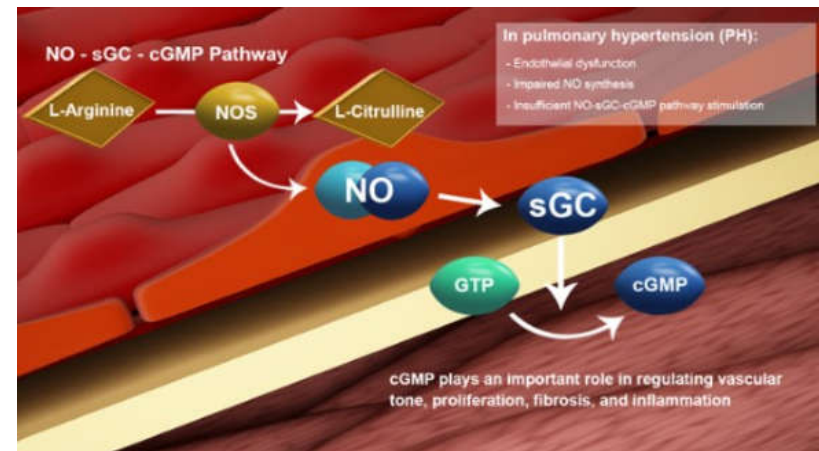 NO - sGC - cGMP Pathway
In pulmonary hypertension (PH):
- Endothelial dysfunction
- Impaired NO synthesis
- Insufficient NO-sGC-cGMP pathway stimulation
L-Arginine
NOS
L-Citrulline
NO
sGC
GTP
cGMP
cGMP plays an important role in regulating vascular
tone, proliferation, fibrosis, and inflammation